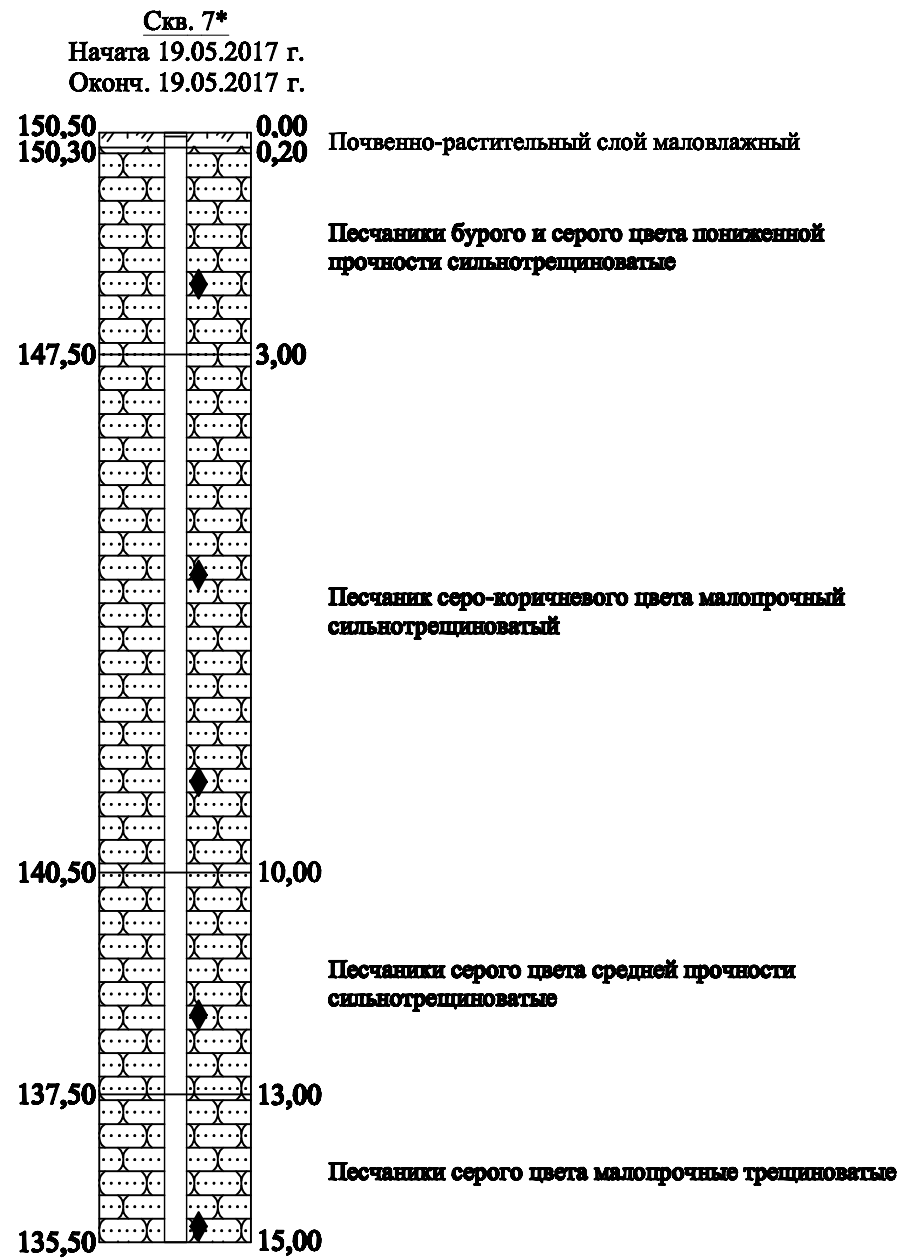 Скв. 7*
Начата 19.05.2017 г.
Оконч. 19.05.2017 г.
150,50 0,00
Почвенно-растительный слой маловлажный
150,30 0,20
Песчаники бурого и серого цвета пониженной
прочности сильнотрещиноватые
147,50 3,00
Песчаник серо-коричневого цвета малопрочный
сильнотрещиноватый
140,50 10,00
Песчаники серого цвета средней прочности
сильнотрещиноватые
137,50 13,00
Песчаники серого цвета малопрочные трещиноватые
135,50 15,00